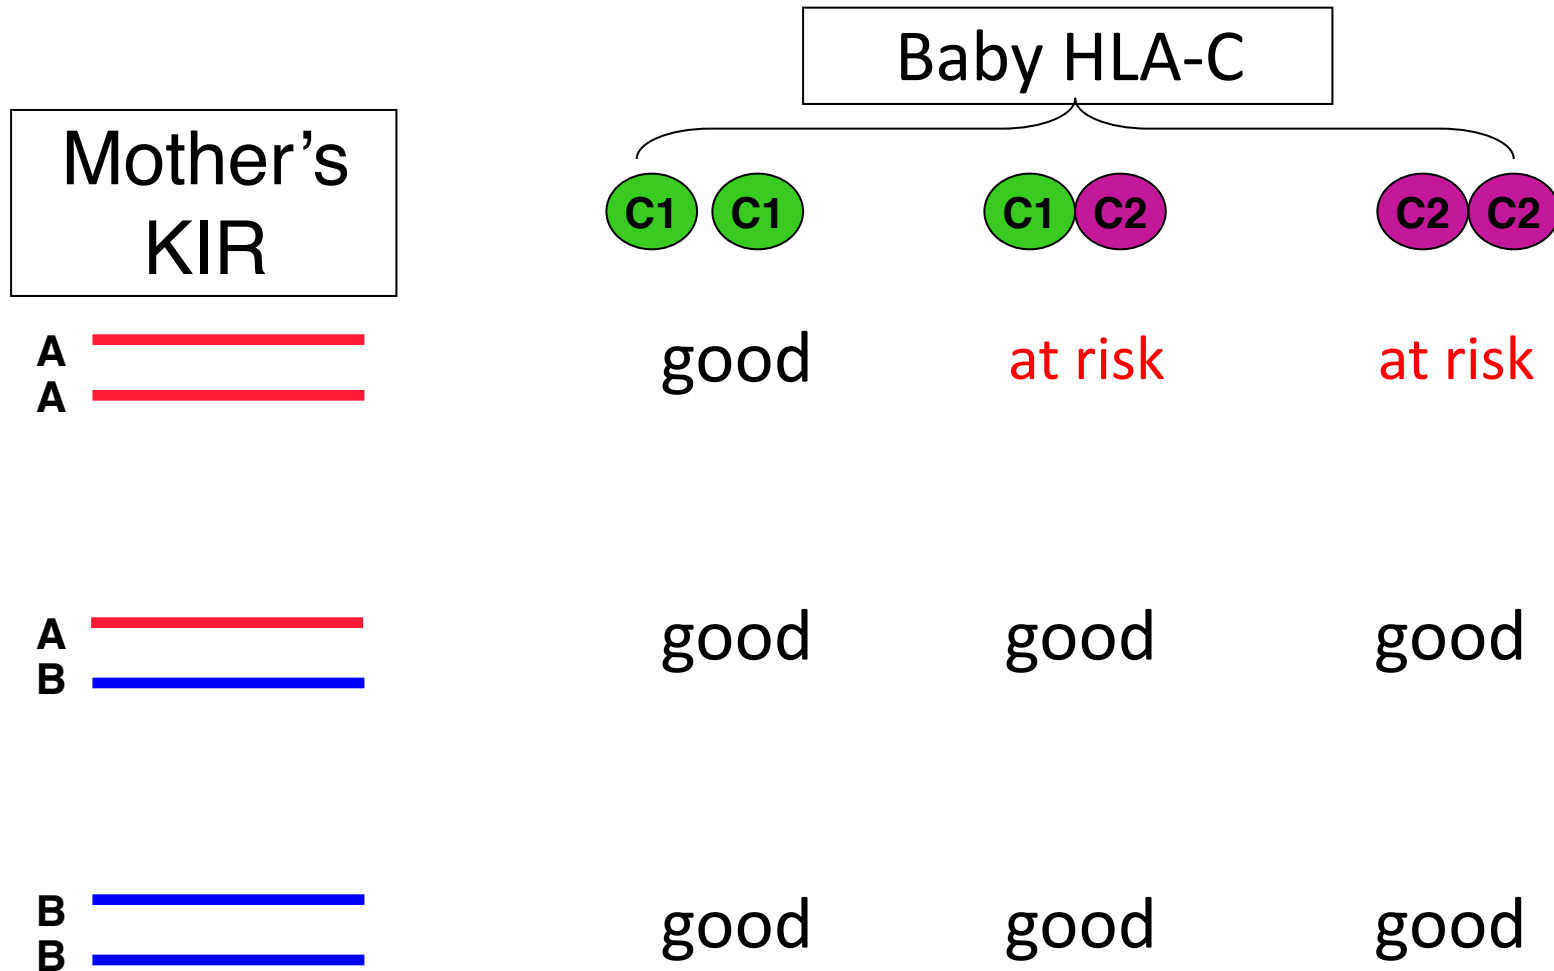 Baby HLA-C
Mother’s
KIR
C1 C1 C1 C2 C2 C2
A
A
good at risk at risk
A
B
good good good
B
B
good good good